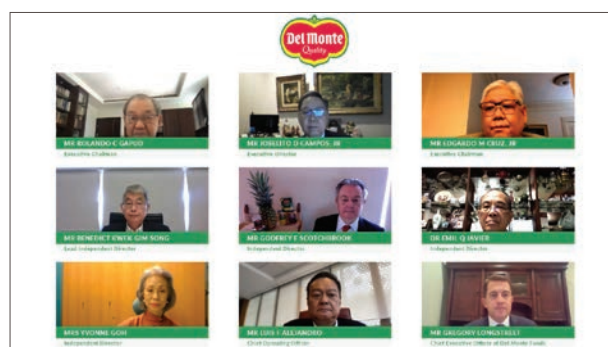 Del Monte
Quality
MR ROLANDO C GAPUD
Executive Chairman
MR JOSELITO D CAMPOS, JR
Executive Director
MR EDGARDO M CRUZ, JR
Executive Chairman
MR BENEDICT KWEK GIM SONG
Lead Independent Director
MR GODFREY E SCOTCHBROOK
Independent Director
DR EMIL Q JAVIER
Independent Director
MRS YVONNE GOH
Independent Director
MR LUIS F ALEJANDRO
Chief Operating Officer
MR GREGORY LONGSTREET
Chief Executive Officer of Del Monte Foods